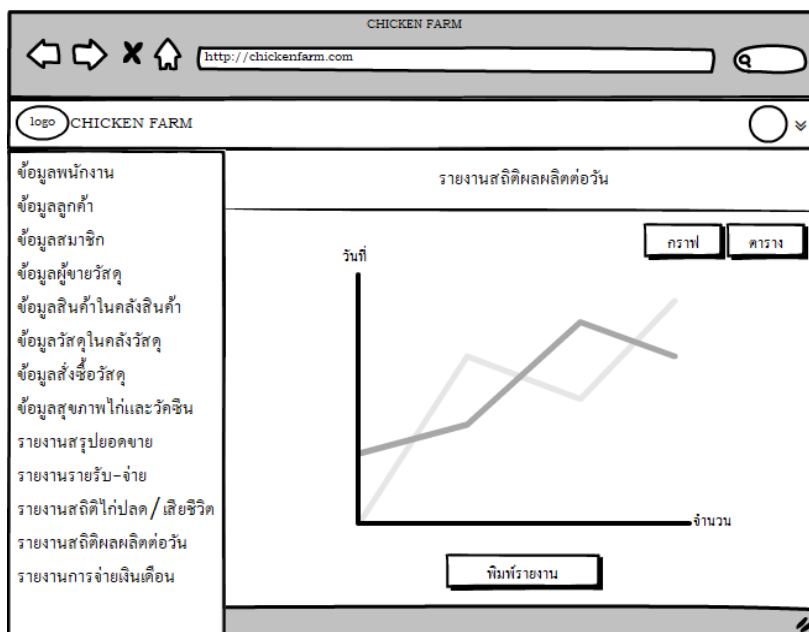 CHICKEN FARM
http://chickenfarm.com
logo CHICKEN FARM
ข้อมูลพนักงาน
ข้อมูลลูกค้า
ข้อมูลสมาชิก
ข้อมูลผู้ขายวัสดุ
ข้อมูลสินค้าในคลังสินค้า
ข้อมูลวัสดุในคลังวัสดุ
ข้อมูลสั่งซื้อวัสดุ
ข้อมูลสุขภาพไก่และวัคซีน
รายงานสรุปยอดขาย
รายงานรายรับ-จ่าย
รายงานสถิติไก่ปลด/เสียชีวิต
รายงานสถิติผลผลิตต่อวัน
รายงานการจ่ายเงินเดือน
รายงานสถิติผลผลิตต่อวัน
กราฟ ตาราง
วันที่
จำนวน
พิมพ์รายงาน